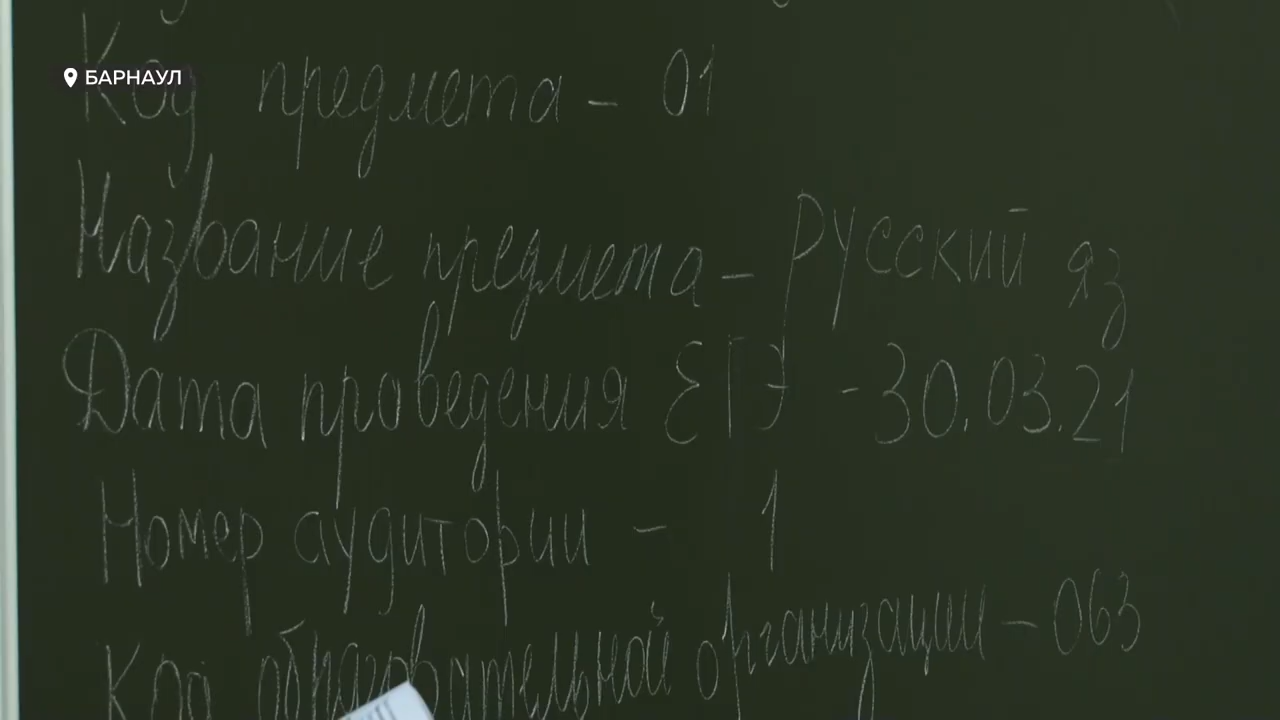 БАРНАУЛ
Код предмета – 01
Название предмета – Русский яз
Дата проведения ЕГЭ - 30.03.21
Номер аудитории – 1
Код образовательной организации – 063